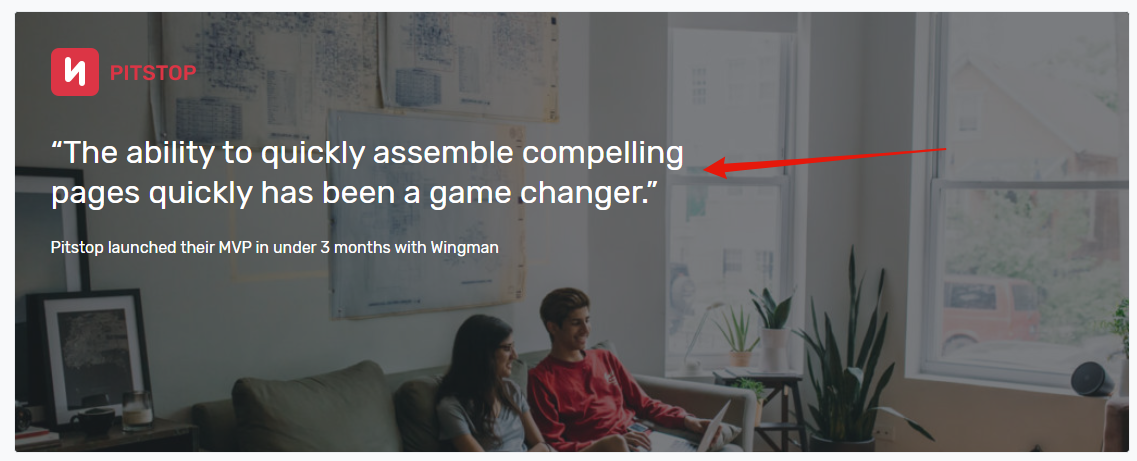 PITSTOP
“The ability to quickly assemble compelling
pages quickly has been a game changer.”
Pitstop launched their MVP in under 3 months with Wingman